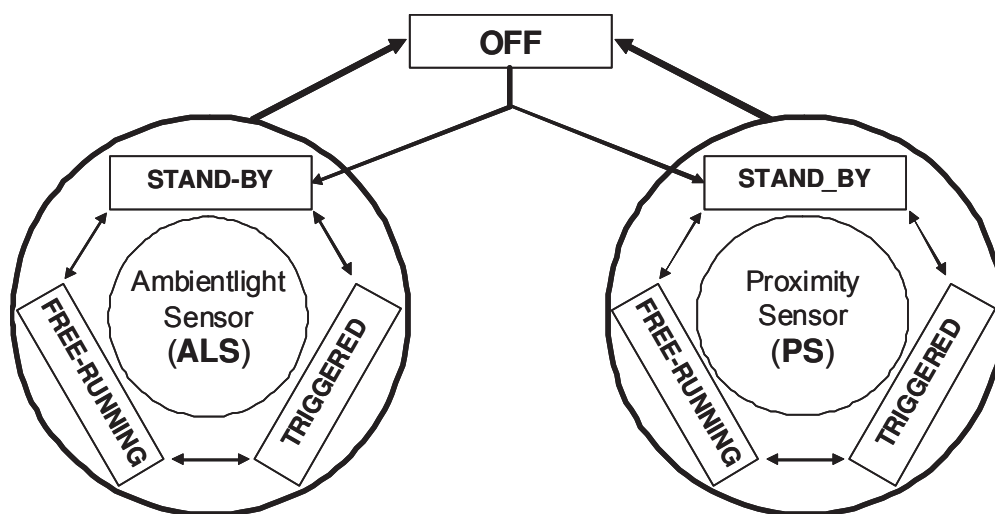 OFF
STAND-BY
Ambientlight
Sensor
(ALS)
FREE-RUNNING
TRIGGERED
STAND_BY
Proximity
Sensor
(PS)
FREE-RUNNING
TRIGGERED